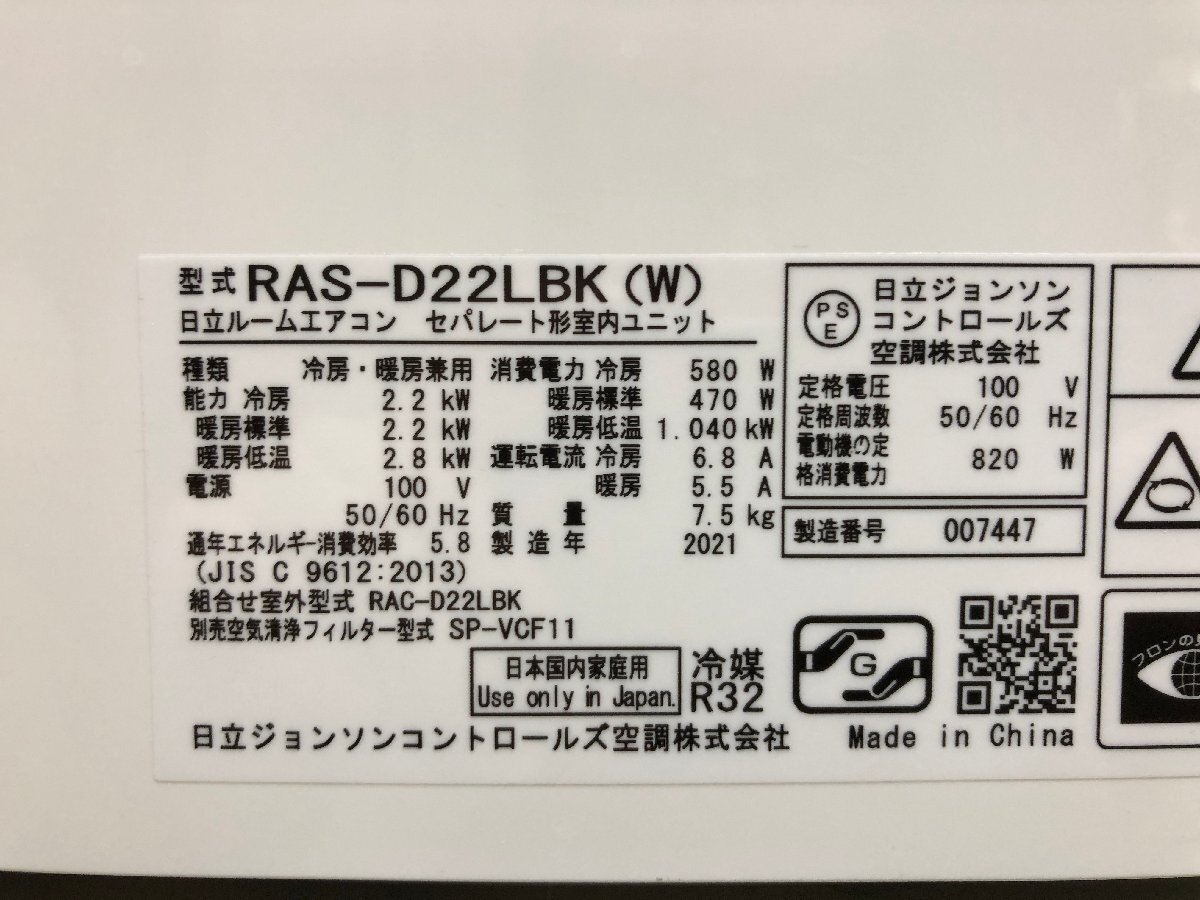 型式 RAS-D22LBK(W)
日立ルームエアコン セパレート形室内ユニット
種類 冷房・暖房兼用
能力 冷房 2.2 kW
暖房標準 2.2 kW
暖房低温 2.8 kW
電源 100 V
50/60 Hz
通年エネルギー消費効率 5.8
(JIS C 9612:2013)
消費電力 冷房 580 W
暖房標準 470 W
暖房低温 1.040 kW
運転電流 冷房 6.8 A
暖房 5.5 A
質量 7.5 kg
製造年 2021
組合せ室外型式 RAC-D22LBK
別売空気清浄フィルター型式 SP-VCF11
日本国内家庭用
Use only in Japan.
冷媒
R32
日立ジョンソンコントロールズ空調株式会社
PS
E
日立ジョンソン
コントロールズ
空調株式会社
定格電圧 100 V
定格周波数 50/60 Hz
電動機の定
格消費電力 820 W
製造番号 007447
G
Made in China
フロンの